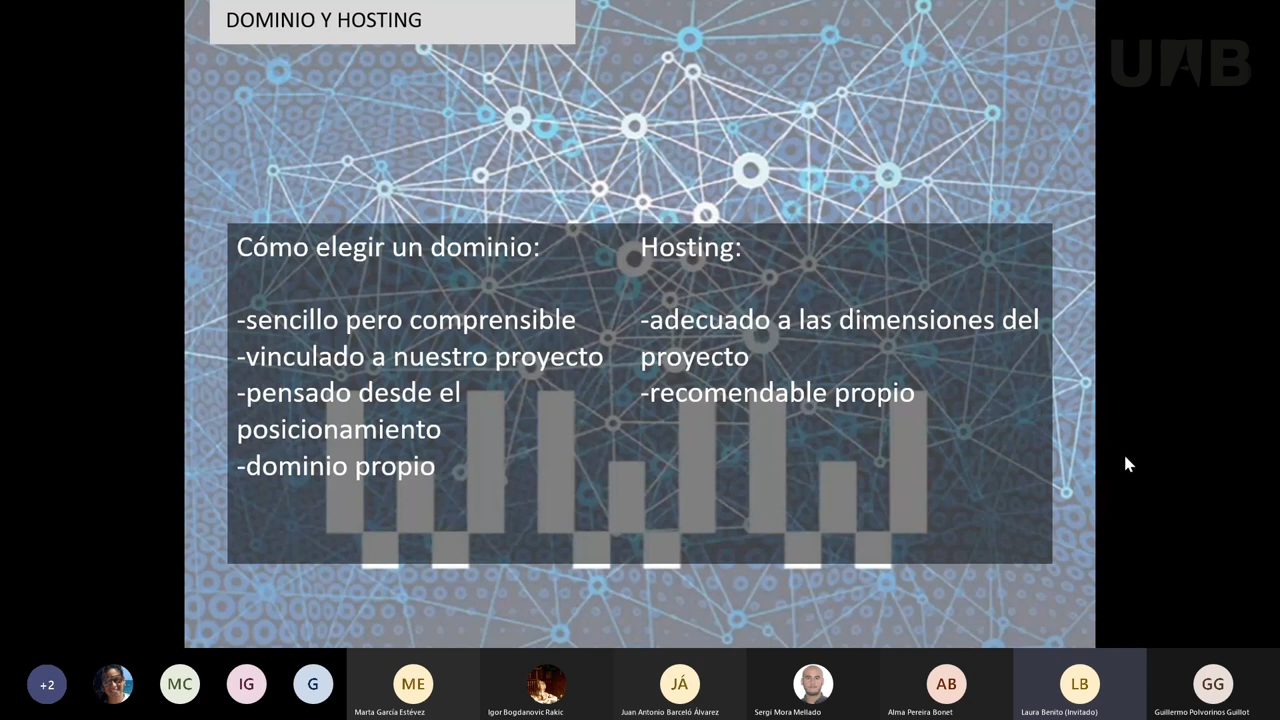 DOMINIO Y HOSTING
UAB
Cómo elegir un dominio:
-sencillo pero comprensible
-vinculado a nuestro proyecto
-pensado desde el
posicionamiento
-dominio propio
Hosting:
-adecuado a las dimensiones del
proyecto
-recomendable propio
WWW
+2
MC
IG
G
ME
Marta García Estévez
Igor Bogdanovic Rakic
JÁ
Juan Antonio Barceló Álvarez
Sergi Mora Mellado
AB
Alma Pereira Bonet
LB
Laura Benito (Invitado)
GG
Guillermo Polvorinos Guillot